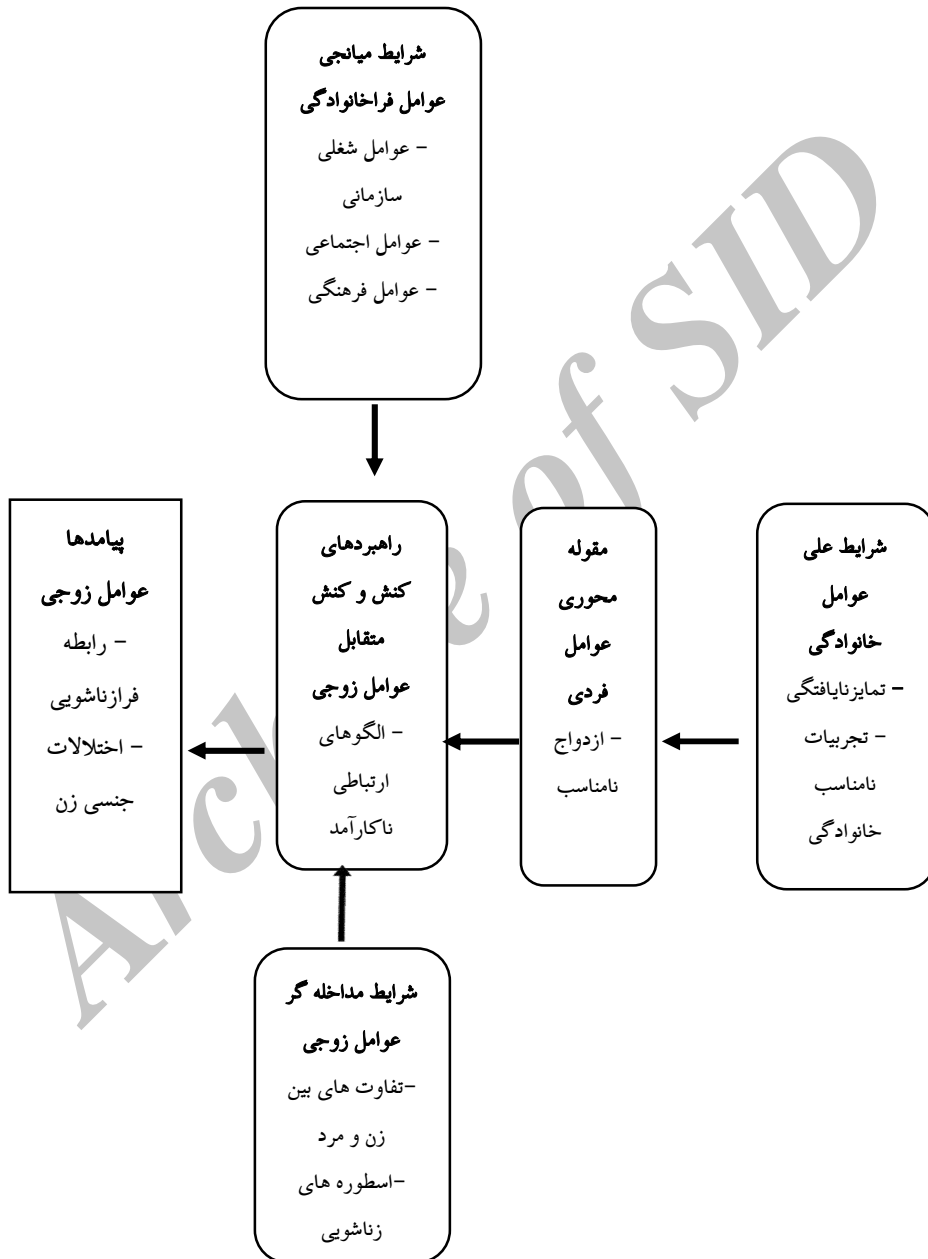 شرایط میانجی
عوامل فراخانوادگی
- عوامل شغلی
سازمانی
- عوامل اجتماعی
- عوامل فرهنگی
شرایط علی
عوامل
خانوادگی
- تمایزنایافتگی
- تجربیات
نامناسب
خانوادگی
مقوله
محوری
عوامل
فردی
- ازدواج
نامناسب
راهبردهای
کنش و کنش
متقابل
عوامل زوجی
- الگوهای
ارتباطی
ناکارآمد
پیامدها
عوامل زوجی
- رابطه
فرازناشویی
- اختلالات
جنسی زن
شرایط مداخله گر
عوامل زوجی
-تفاوت های بین
زن و مرد
-اسطوره های
زناشویی
Archive of SID